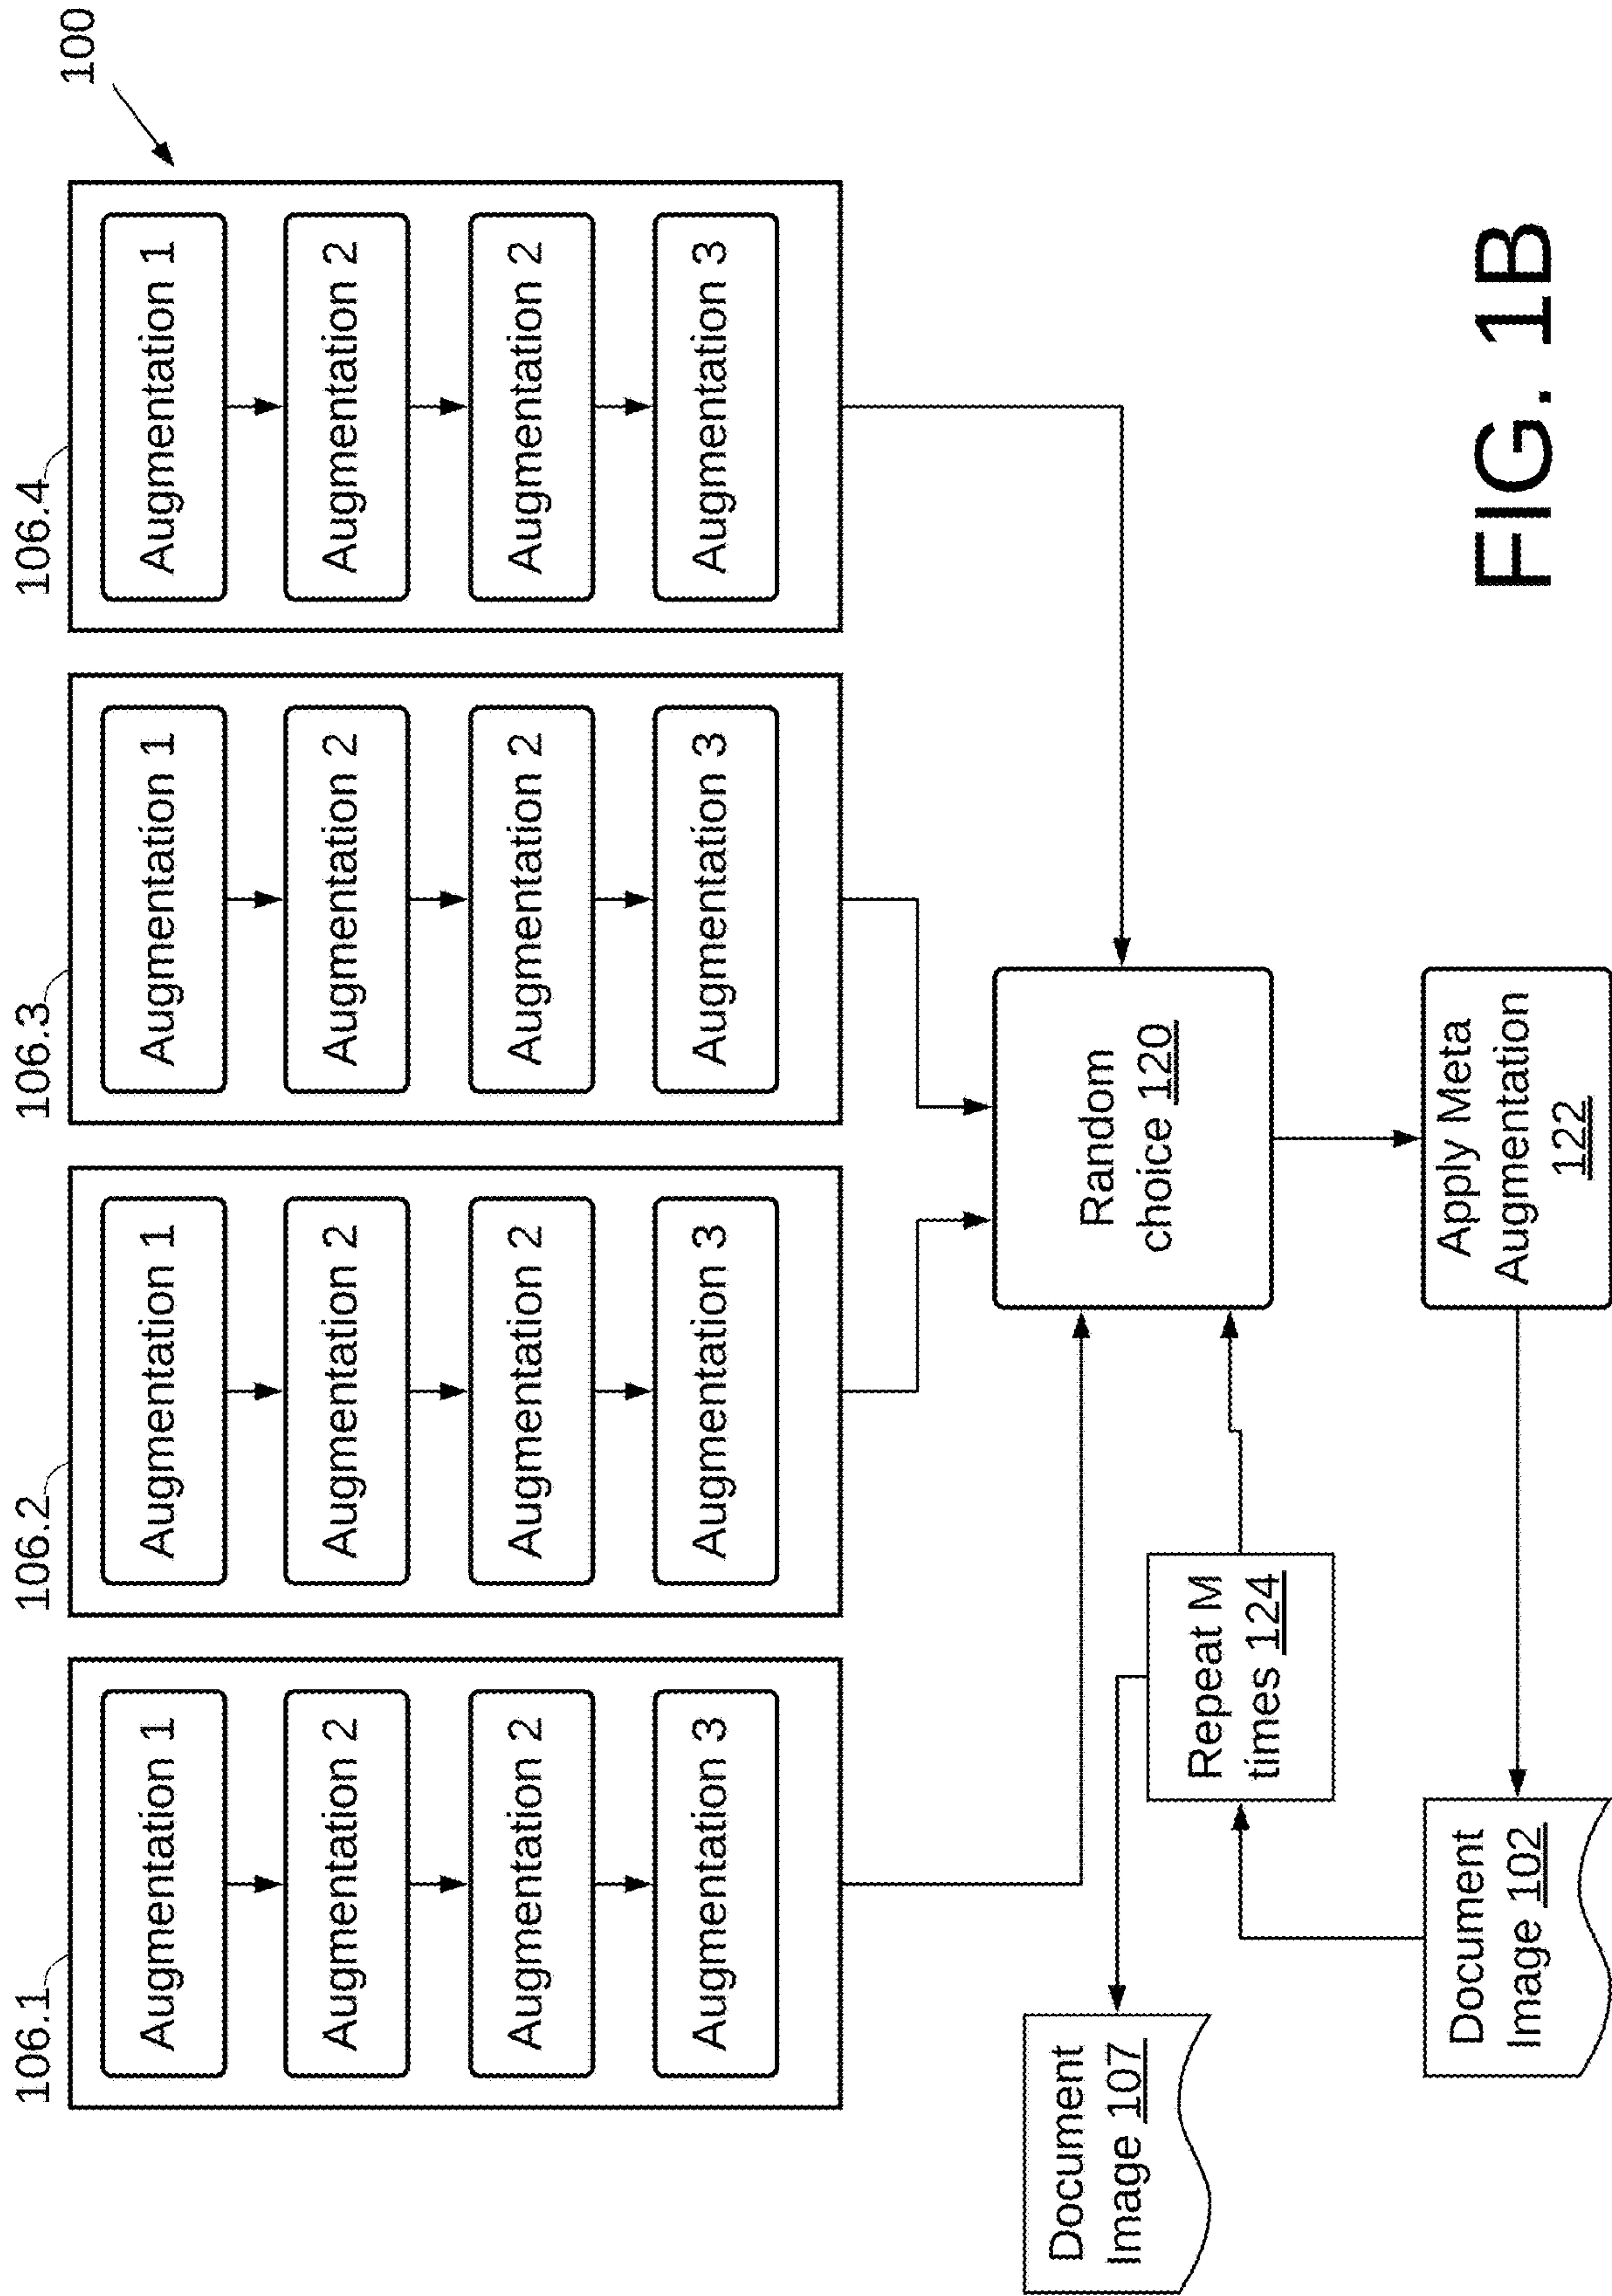 100
106.1
Augmentation 1
Augmentation 2
Augmentation 2
Augmentation 3
106.2
Augmentation 1
Augmentation 2
Augmentation 2
Augmentation 3
106.3
Augmentation 1
Augmentation 2
Augmentation 2
Augmentation 3
106.4
Augmentation 1
Augmentation 2
Augmentation 2
Augmentation 3
Random
choice 120
Document
Image 107
Repeat M
times 124
Document
Image 102
Apply Meta
Augmentation
122
FIG. 1B